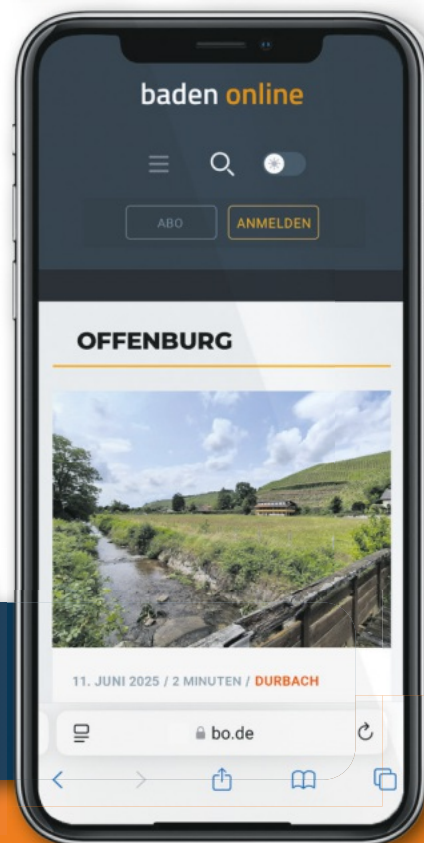 baden online
ABO
ANMELDEN
OFFENBURG
11. JUNI 2025 / 2 MINUTEN / DURBACH
bo.de